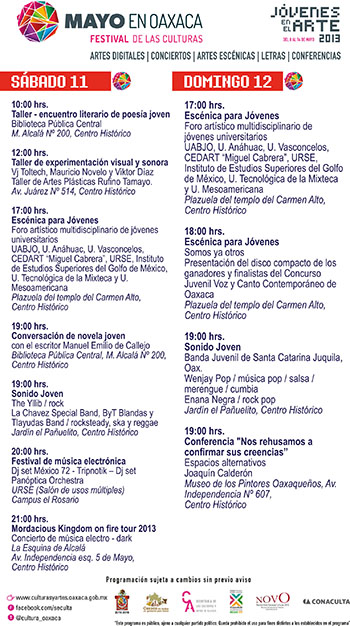 MAYO EN OAXACA
FESTIVAL DE LAS CULTURAS
JÓVENES
EN EL
ARTE
2013
ARTES DIGITALES | CONCIERTOS | ARTES ESCÉNICAS | LETRAS | CONFERENCIAS
SÁBADO 11
10:00 hrs.
Taller - encuentro literario de poesía joven
Biblioteca Pública Central
M. Alcalá Nº 200, Centro Histórico
12:00 hrs.
Taller de experimentación visual y sonora
Vj Toltech, Mauricio Novelo y Viktor Díaz
Taller de Artes Plásticas Rufino Tamayo.
Av. Juárez Nº 514, Centro Histórico
17:00 hrs.
Escénica para Jóvenes
Foro artístico multidisciplinario de jóvenes
universitarios
UABJO, U. Anáhuac, U. Vasconcelos,
CEDART “Miguel Cabrera”, URSE, Instituto
de Estudios Superiores del Golfo de México,
U. Tecnológica de la Mixteca y U.
Mesoamericana
Plazuela del templo del Carmen Alto,
Centro Histórico
19:00 hrs.
Conversación de novela joven
con el escritor Manuel Emilio de Callejo
Biblioteca Pública Central, M. Alcalá Nº 200,
Centro Histórico
19:00 hrs.
Sonido Joven
The Yllib / rock
La Chavez Special Band, ByT Blandas y
Tlayudas Band / rocksteady, ska y reggae
Jardín el Pañuelito, Centro Histórico
20:00 hrs.
Festival de música electrónica
Dj set México 72 - Tripnotik – Dj set
Panóptica Orchestra
URSE (Salón de usos múltiples)
Campus el Rosario
21:00 hrs.
Mordacious Kingdom on fire tour 2013
Concierto de música electro - dark
La Esquina de Alcalá
Av. Independencia esq. 5 de Mayo,
Centro Histórico
DOMINGO 12
17:00 hrs.
Escénica para Jóvenes
Foro artístico multidisciplinario de
jóvenes universitarios
UABJO, U. Anáhuac, U. Vasconcelos,
CEDART “Miguel Cabrera”, URSE,
Instituto de Estudios Superiores del Golfo
de México, U. Tecnológica de la Mixteca
y U. Mesoamericana
Plazuela del templo del Carmen Alto,
Centro Histórico
18:00 hrs.
Escénica para Jóvenes
Somos ya otros
Presentación del disco compacto de los
ganadores y finalistas del Concurso
Juvenil Voz y Canto Contemporáneo de
Oaxaca
Plazuela del templo del Carmen Alto,
Centro Histórico
19:00 hrs.
Sonido Joven
Banda Juvenil de Santa Catarina Juquila,
Oax.
Wenjay Pop / música pop / salsa /
merengue / cumbia
Enana Negra / rock pop
Jardín el Pañuelito, Centro Histórico
19:00 hrs.
Conferencia "Nos rehusamos a
confirmar sus creencias”
Espacios alternativos
Joaquín Calderón
Museo de los Pintores Oaxaqueños, Av.
Independencia Nº 607,
Centro Histórico
Programación sujeta a cambios sin previo aviso
www.culturasyartes.oaxaca.gob.mx
facebook.com/saculta
@cultura_oaxaca
NOVO
CONACULTA
"Este programa es público, ajeno a cualquier partido político. Queda prohibido el uso para fines distintos a los establecidos en el programa"